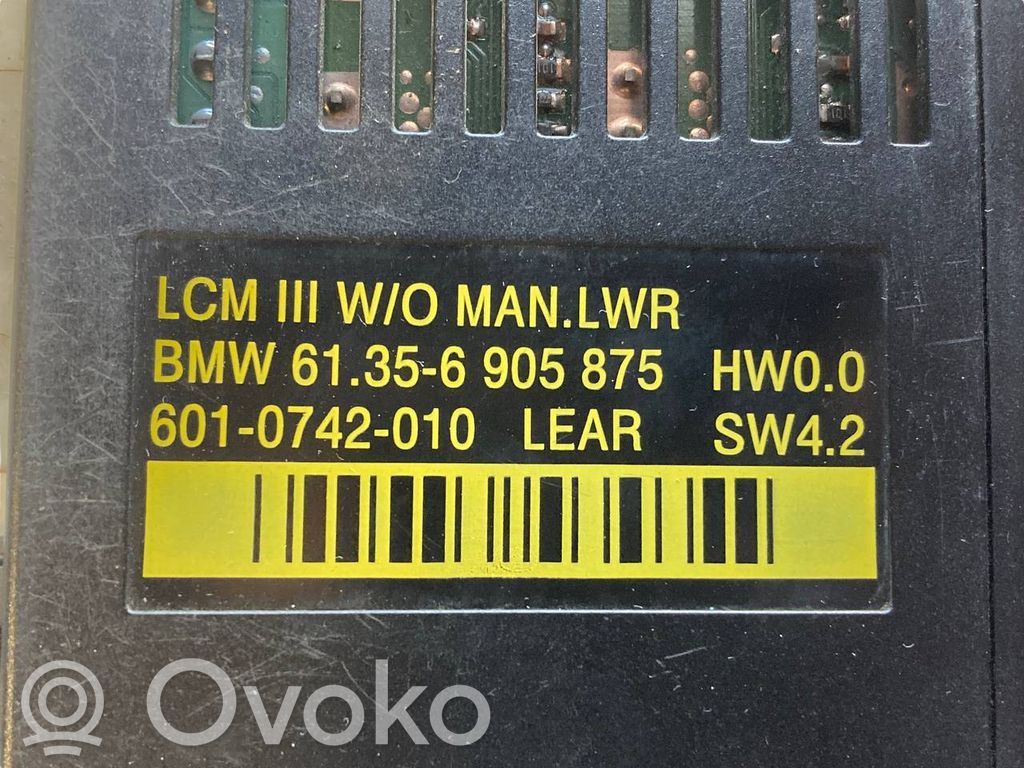 LCM III W/O MAN.LWR
BMW 61.35-6 905 875 HW0.0
601-0742-010 LEAR SW4.2
Ovoko